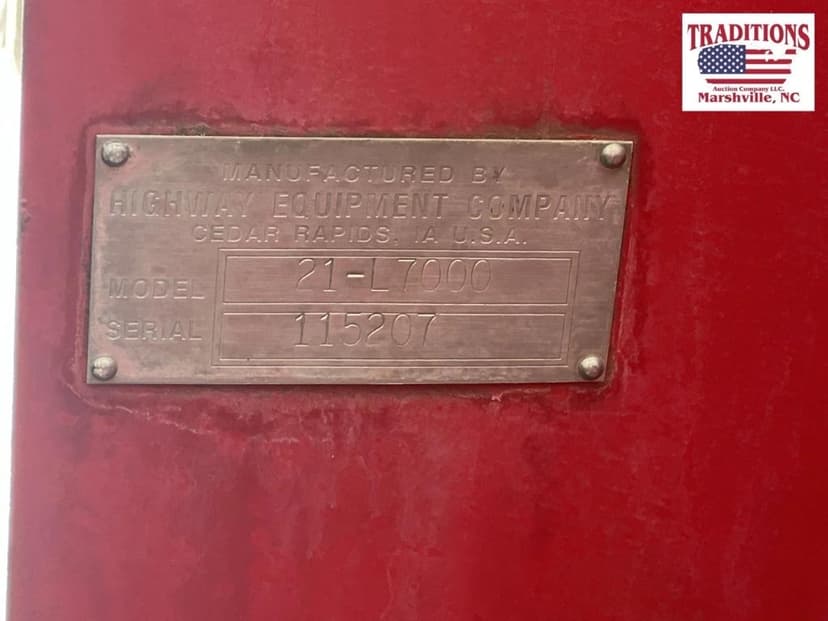 TRADITIONS
Auction Company LLC.
Marshville, NC
MANUFACTURED BY
HIGHWAY EQUIPMENT COMPANY
CEDAR RAPIDS, IA U.S.A.
MODEL 21-L7000
SERIAL 115207